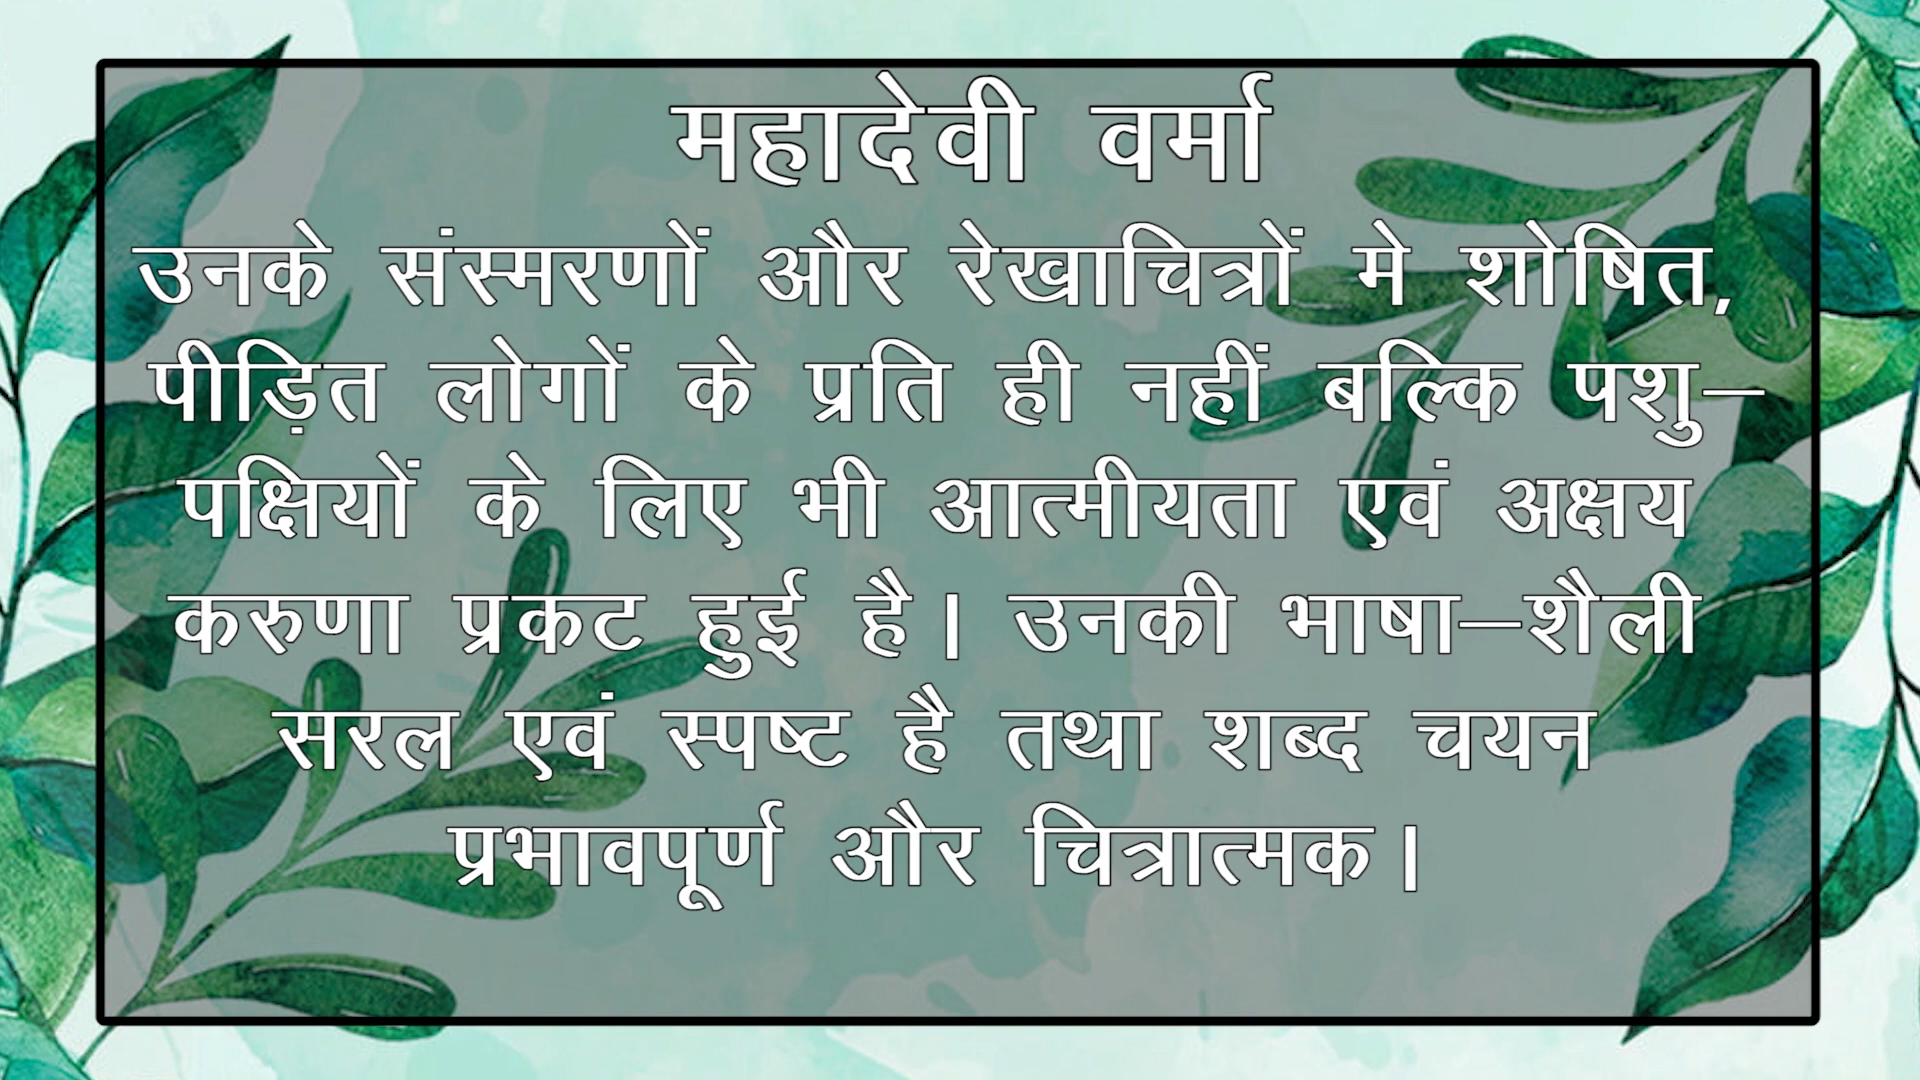 महादेवी वर्मा
उनके संस्मरणों और रेखाचित्रों मे शोषित,
पीड़ित लोगों के प्रति ही नहीं बल्कि पशु–
पक्षियों के लिए भी आत्मीयता एवं अक्षय
करुणा प्रकट हुई है। उनकी भाषा–शैली
सरल एवं स्पष्ट है तथा शब्द चयन
प्रभावपूर्ण और चित्रात्मक।